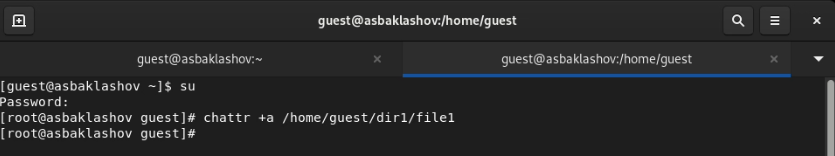 guest@asbaklashov:/home/guest
guest@asbaklashov:~
guest@asbaklashov:/home/guest
[guest@asbaklashov ~]$ su
Password:
[root@asbaklashov guest]# chattr +a /home/guest/dir1/file1
[root@asbaklashov guest]#